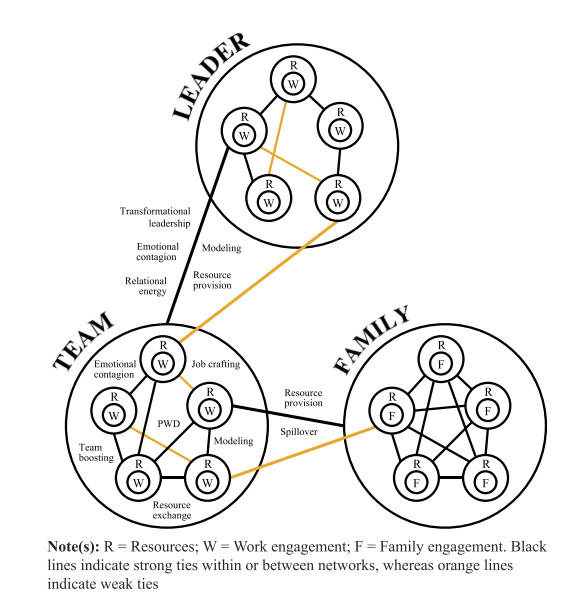 LEADER
R
W
R
W
R
W
R
W
R
W
Transformational
leadership
Emotional
contagion
Modeling
Relational
energy
Resource
provision
TEAM
R
W
Emotional
contagion
Job crafting
R
W
R
W
PWD
Modeling
Team
boosting
R
W
R
W
Resource
exchange
Resource
provision
Spillover
FAMILY
R
F
R
F
R
F
R
F
R
F
Note(s): R = Resources; W = Work engagement; F = Family engagement. Black
lines indicate strong ties within or between networks, whereas orange lines
indicate weak ties